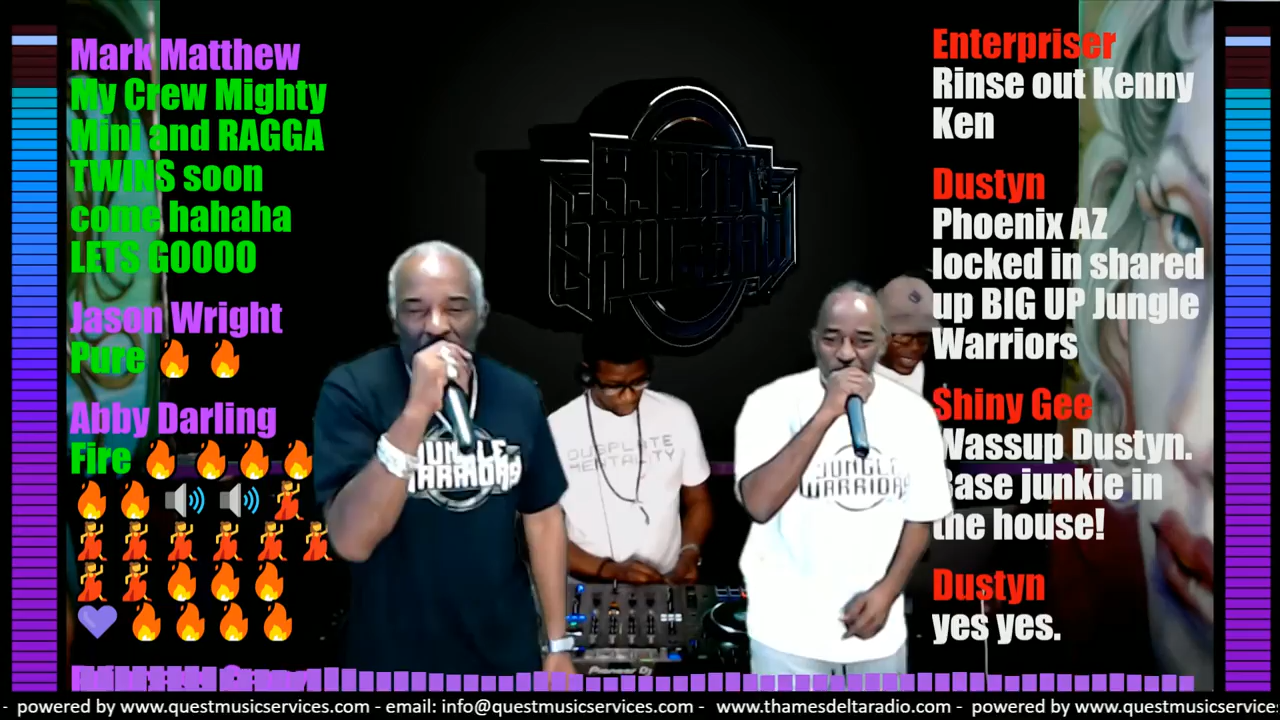 Mark Matthew
My Crew Mighty
Mini and RAGGA
TWINS soon
come hahaha
LETS GOOOO
Jason Wright
Pure
Abby Darling
Fire
Enterpriser
Rinse out Kenny
Ken
Dustyn
Phoenix AZ
locked in shared
up BIG UP Jungle
Warriors
Shiny Gee
Wassup Dustyn.
Base junkie in
the house!
Dustyn
yes yes.
JUNGLE
WARRIORS
DUBPLATE
MENTALITY
JUNGLE
WARRIORS
Pioneer Dj
- powered by www.questmusicservices.com - email: info@questmusicservices.com - www.thamesdeltaradio.com - powered by www.questmusicservices